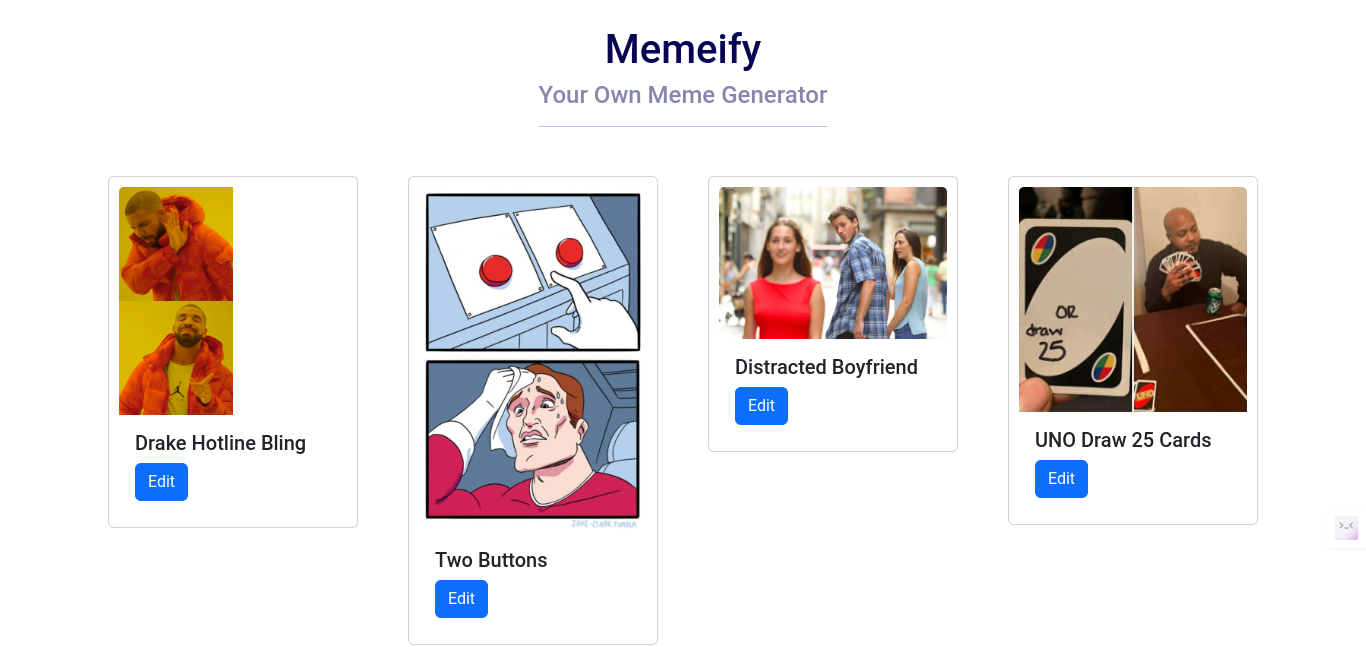 Memeify
Your Own Meme Generator
OR
draw
25
UNO
JAKE-CLARK.TUMBLR
Drake Hotline Bling
Edit
Two Buttons
Edit
Distracted Boyfriend
Edit
UNO Draw 25 Cards
Edit